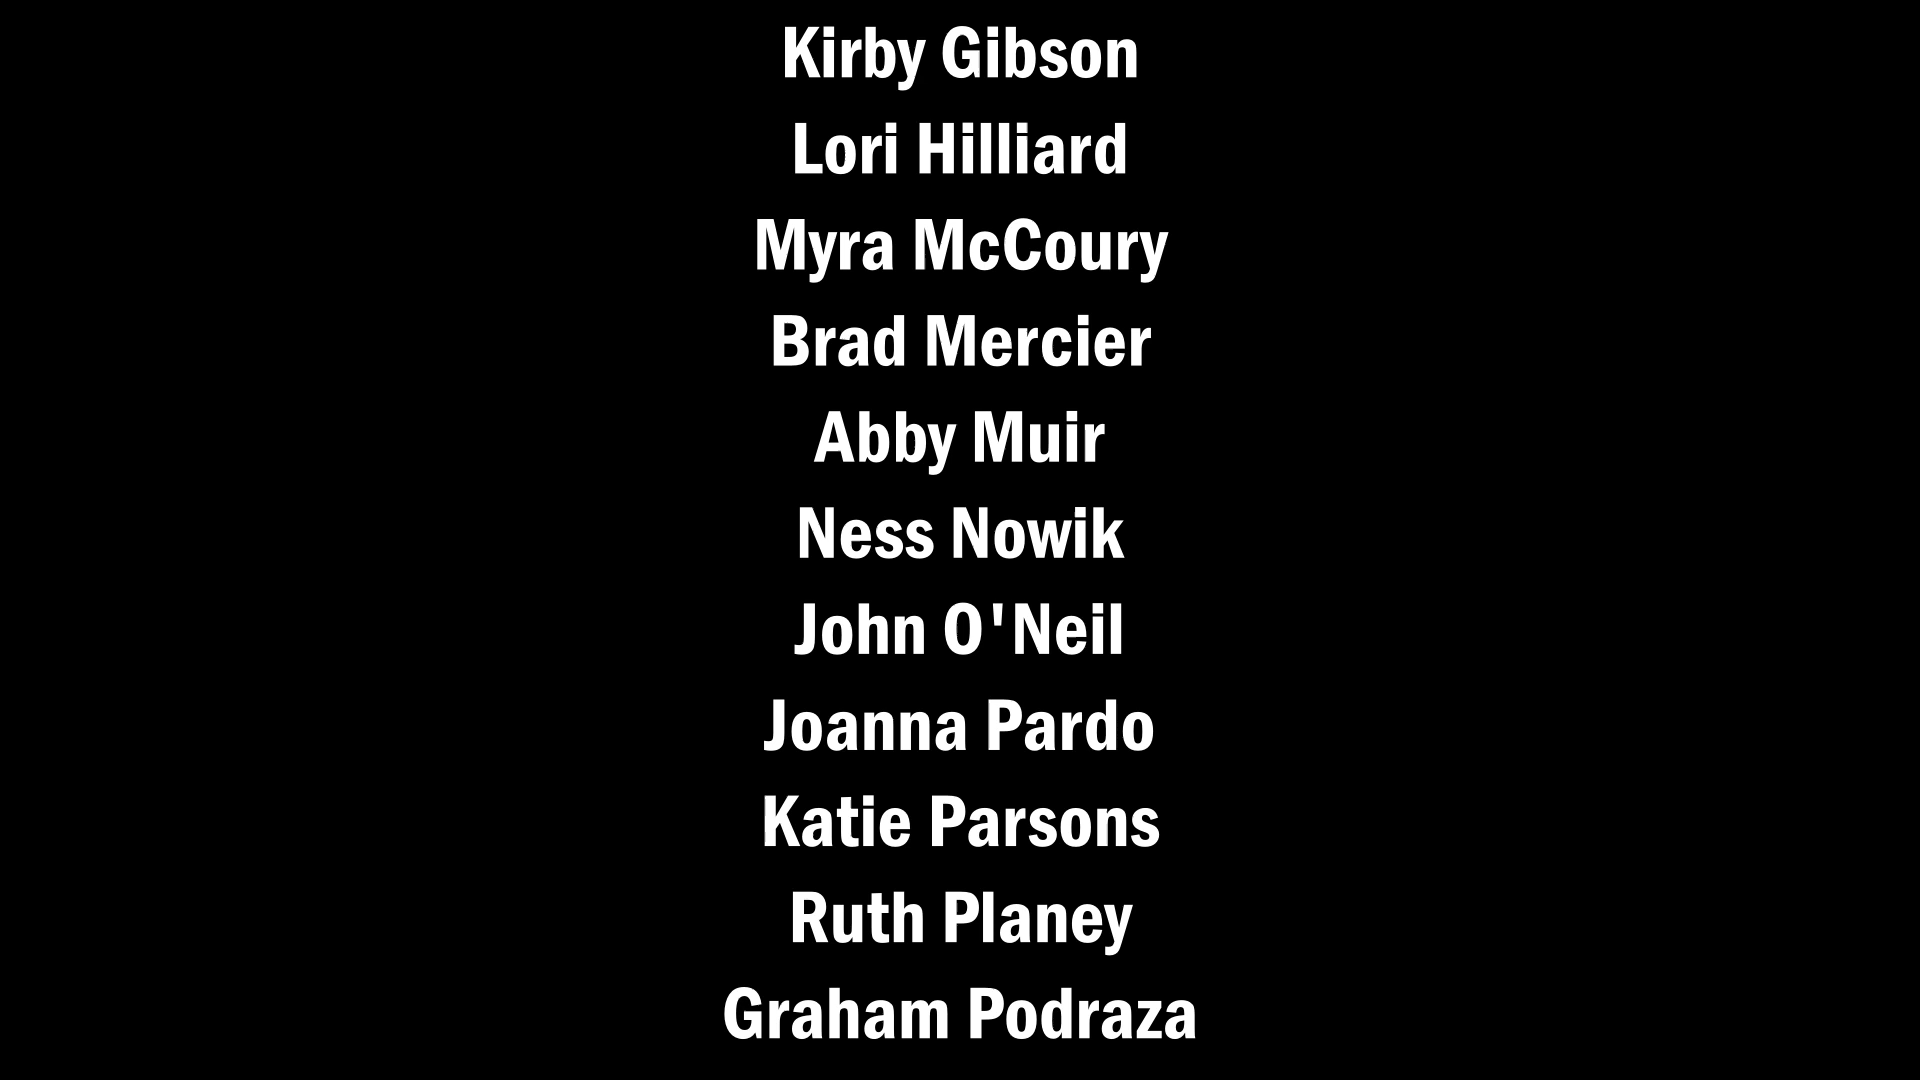 Kirby Gibson
Lori Hilliard
Myra McCoury
Brad Mercier
Abby Muir
Ness Nowik
John O'Neil
Joanna Pardo
Katie Parsons
Ruth Planey
Graham Podraza